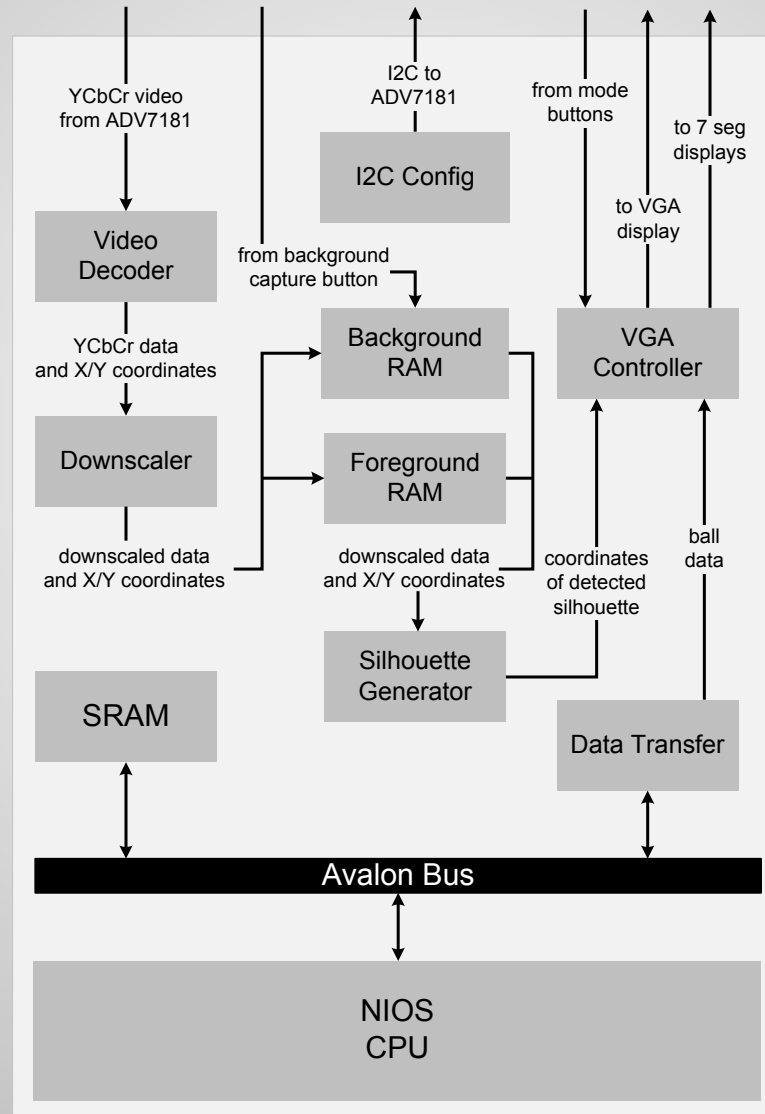 YCbCr video
from ADV7181
I2C to
ADV7181
from mode
buttons
to 7 seg
displays
I2C Config
to VGA
display
Video
Decoder
from background
capture button
YCbCr data
and X/Y coordinates
Background
RAM
VGA
Controller
Downscaler
Foreground
RAM
downscaled data
and X/Y coordinates
downscaled data
and X/Y coordinates
coordinates
of detected
silhouette
ball
data
Silhouette
Generator
SRAM
Data Transfer
Avalon Bus
NIOS
CPU